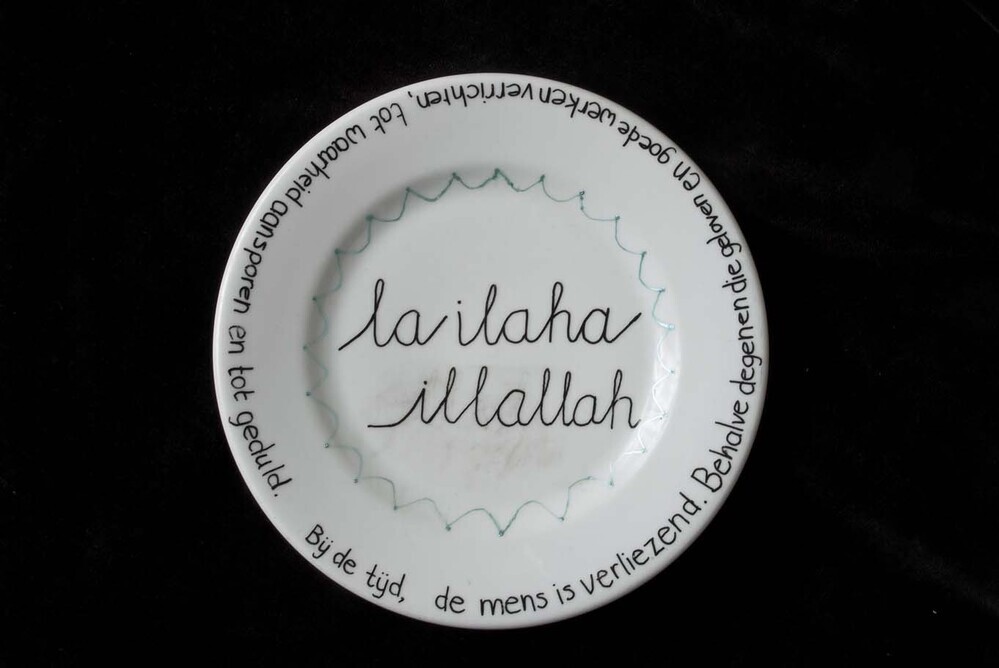 la ilaha
illallah
Bij de tijd, de mens is verliezend. Behalve degenen die geloven en goede werken verrichten, tot waarheid aansporen en tot geduld.